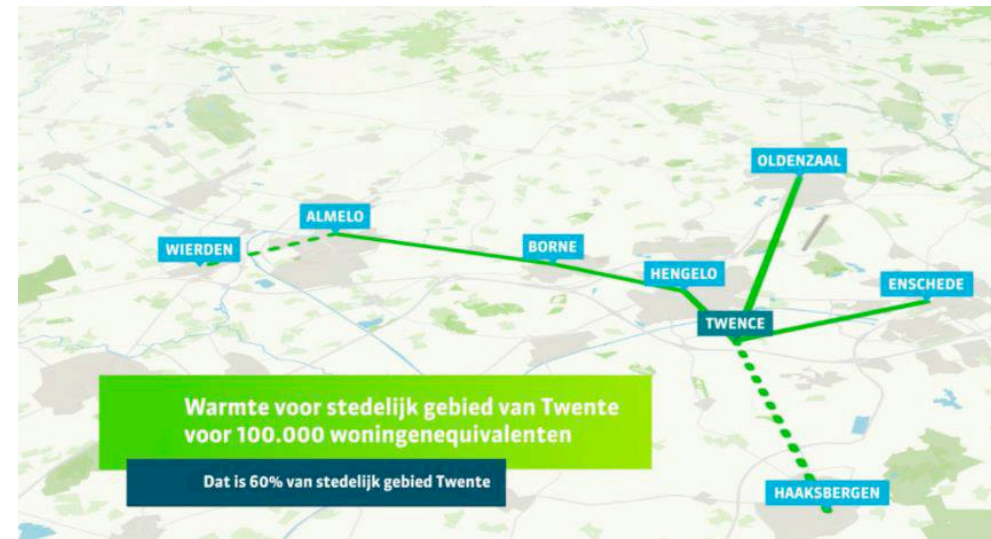 OLDENZAAL
ALMELO
WIERDEN
BORNE
HENGELO
ENSCHEDE
TWENCE
Warmte voor stedelijk gebied van Twente
voor 100.000 woningenequivalenten
Dat is 60% van stedelijk gebied Twente
HAAKSBERGEN